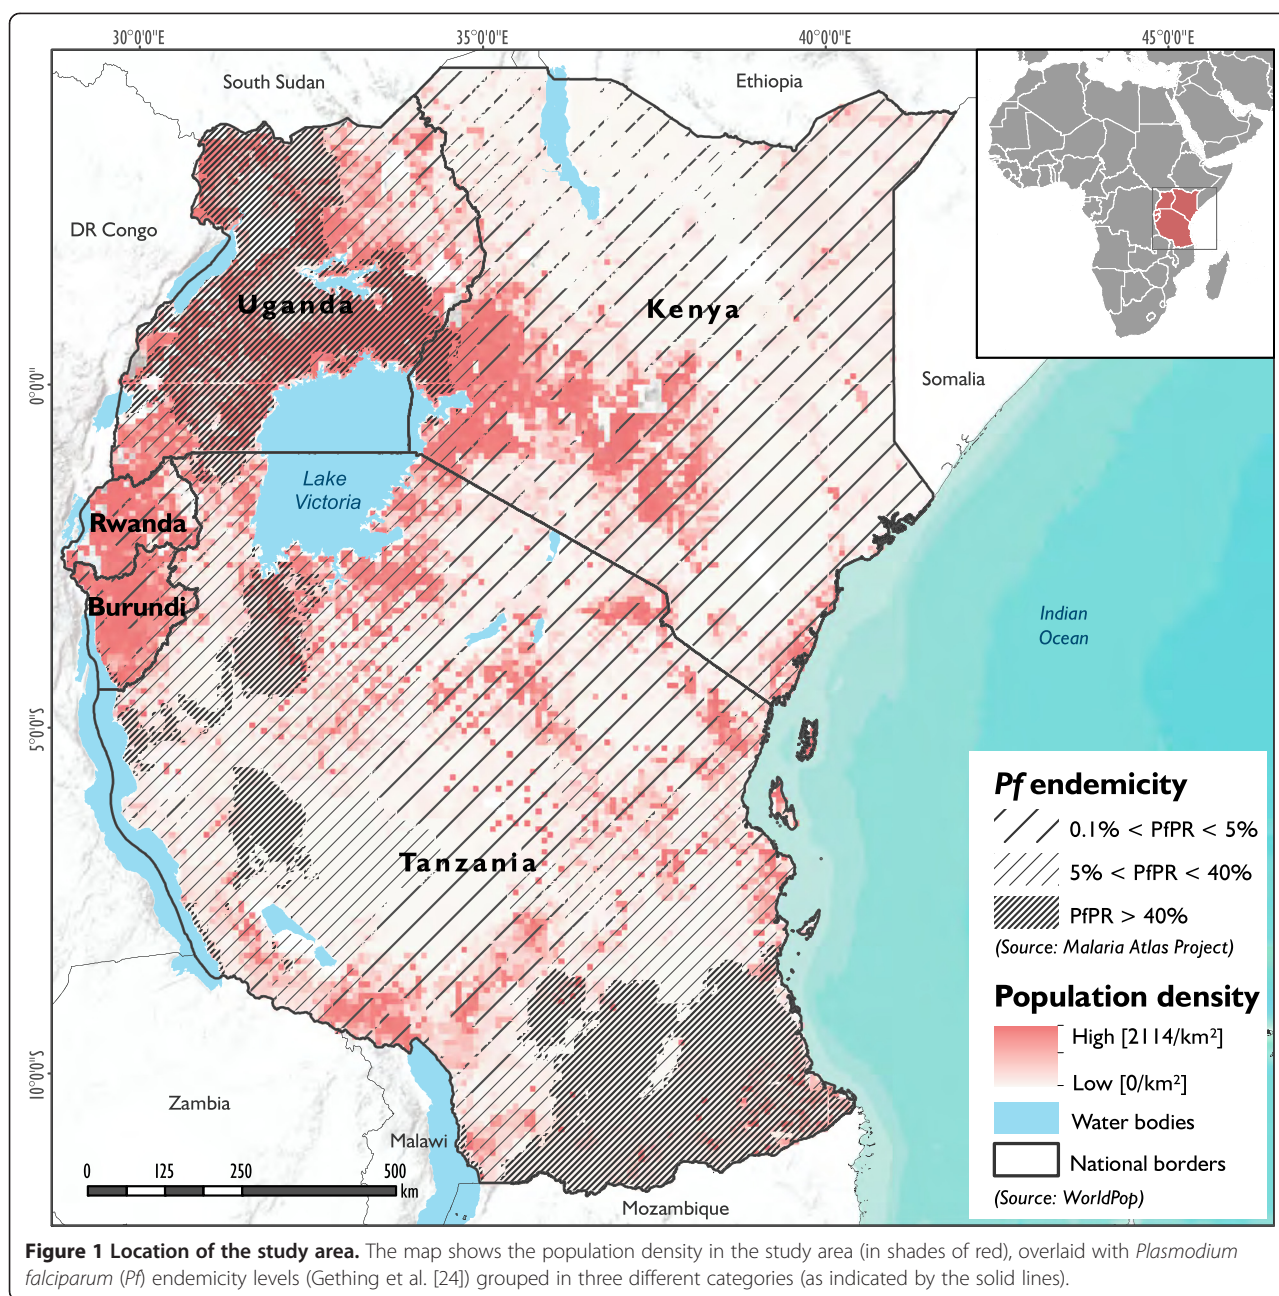 30°0'0"E
35°0'0"E
40°0'0"E
45°0'0"E
South Sudan
Ethiopia
DR Congo
Uganda
Kenya
0°0'0"
Somalia
Lake
Victoria
Rwanda
Burundi
Indian
Ocean
5°0'0"S
Tanzania
10°0'0"S
Zambia
Malawi
Mozambique
0 125 250 500
km
Pf endemicity
0.1% < PfPR < 5%
5% < PfPR < 40%
PfPR > 40%
(Source: Malaria Atlas Project)
Population density
High [2114/km²]
Low [0/km²]
Water bodies
National borders
(Source: WorldPop)
Figure 1 Location of the study area. The map shows the population density in the study area (in shades of red), overlaid with Plasmodium
falciparum (Pf) endemicity levels (Gething et al. [24]) grouped in three different categories (as indicated by the solid lines).